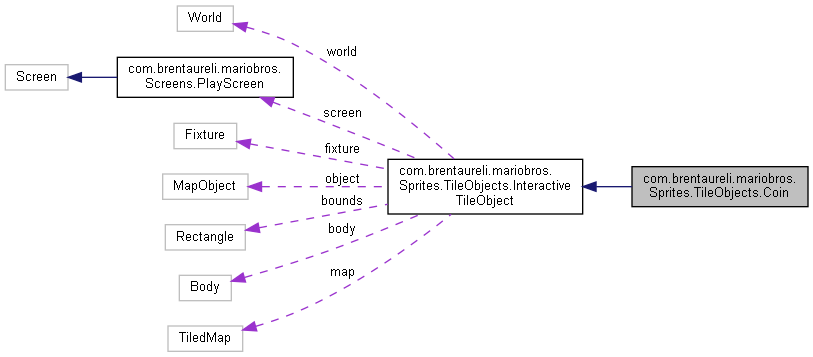 World
world
com.brentaureli.mariobros.
Screens.PlayScreen
Screen
screen
Fixture
fixture
com.brentaureli.mariobros.
Sprites.TileObjects.Interactive
TileObject
com.brentaureli.mariobros.
Sprites.TileObjects.Coin
MapObject
object
bounds
Rectangle
body
Body
map
TiledMap